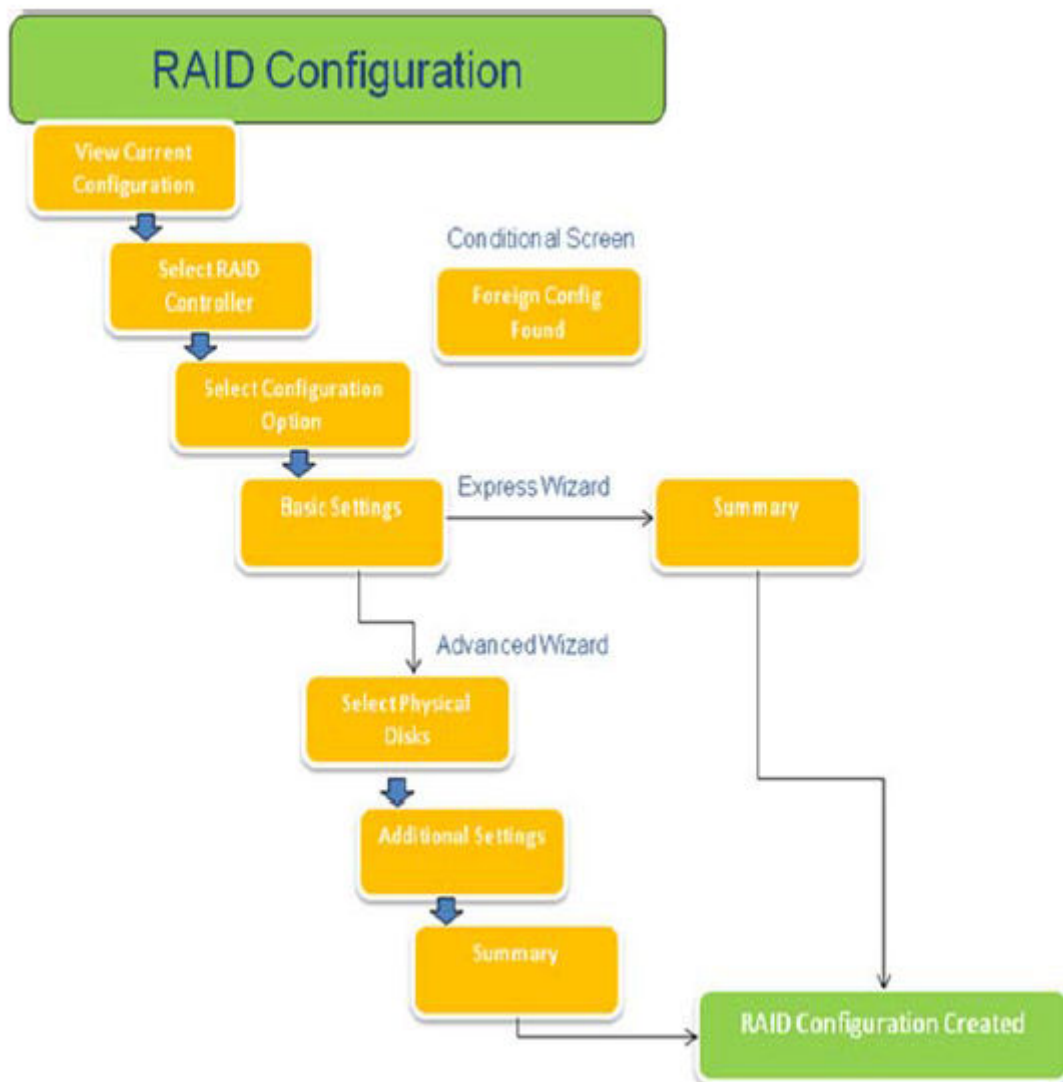 RAID Configuration
View Current
Configuration
Conditional Screen
Select RAID
Controller
Foreign Config
Found
Select Configuration
Option
Basic Settings
Express Wizard
Summary
Advanced Wizard
Select Physical
Disks
Additional Settings
Summary
RAID Configuration Created